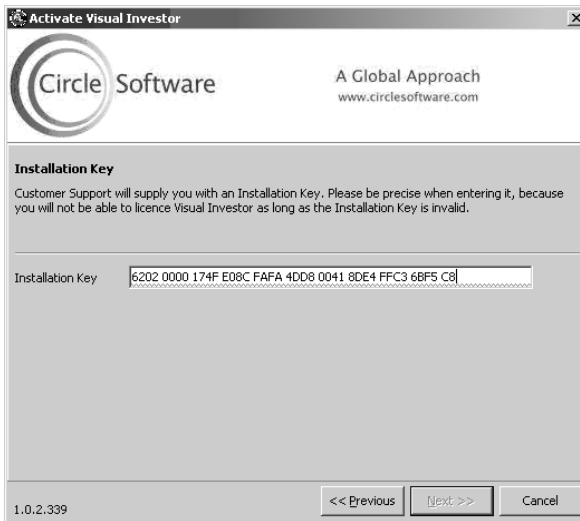 Activate Visual Investor
Circle Software
A Global Approach
www.circlesoftware.com
Installation Key
Customer Support will supply you with an Installation Key. Please be precise when entering it, because
you will not be able to licence Visual Investor as long as the Installation Key is invalid.
Installation Key 6202 0000 174F E08C FAFA 4DD8 0041 8DE4 FFC3 6BF5 C8
1.0.2.339 << Previous Next >> Cancel